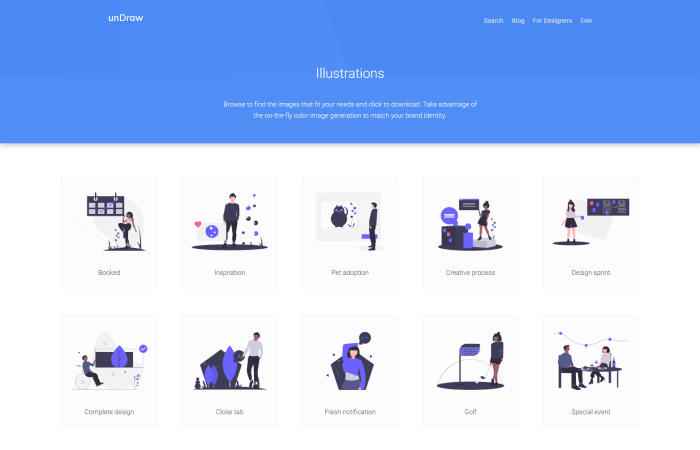 unDraw
Search Blog For Designers Evie
Illustrations
Browse to find the images that fit your needs and click to download. Take advantage of
the on-the-fly color image generation to match your brand identity.
Booked Inspiration Pet adoption Creative process Design sprint
Complete design Close tab Fresh notification Golf Special event